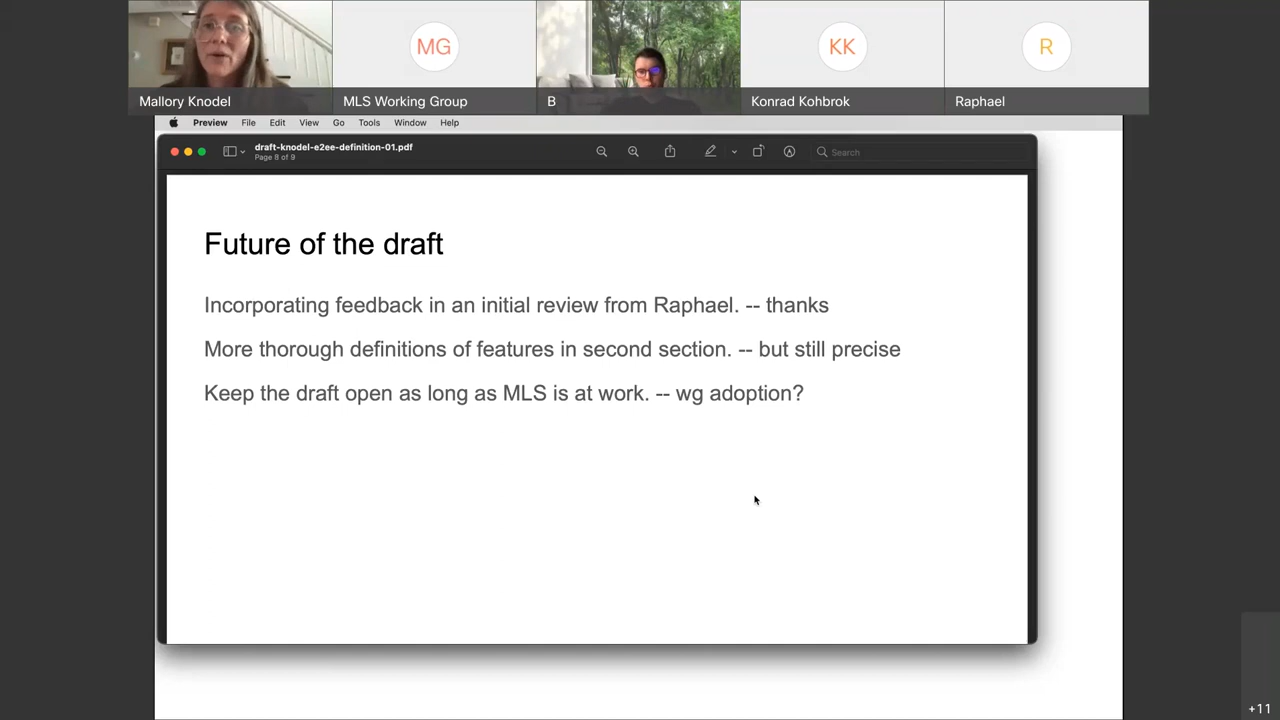 MG
KK
R
Mallory Knodel
MLS Working Group
B
Konrad Kohbrok
Raphael
Preview File Edit View Go Tools Window Help
draft-knodel-e2ee-definition-01.pdf
Page 8 of 9
Search
Future of the draft
Incorporating feedback in an initial review from Raphael. -- thanks
More thorough definitions of features in second section. -- but still precise
Keep the draft open as long as MLS is at work. -- wg adoption?
+11